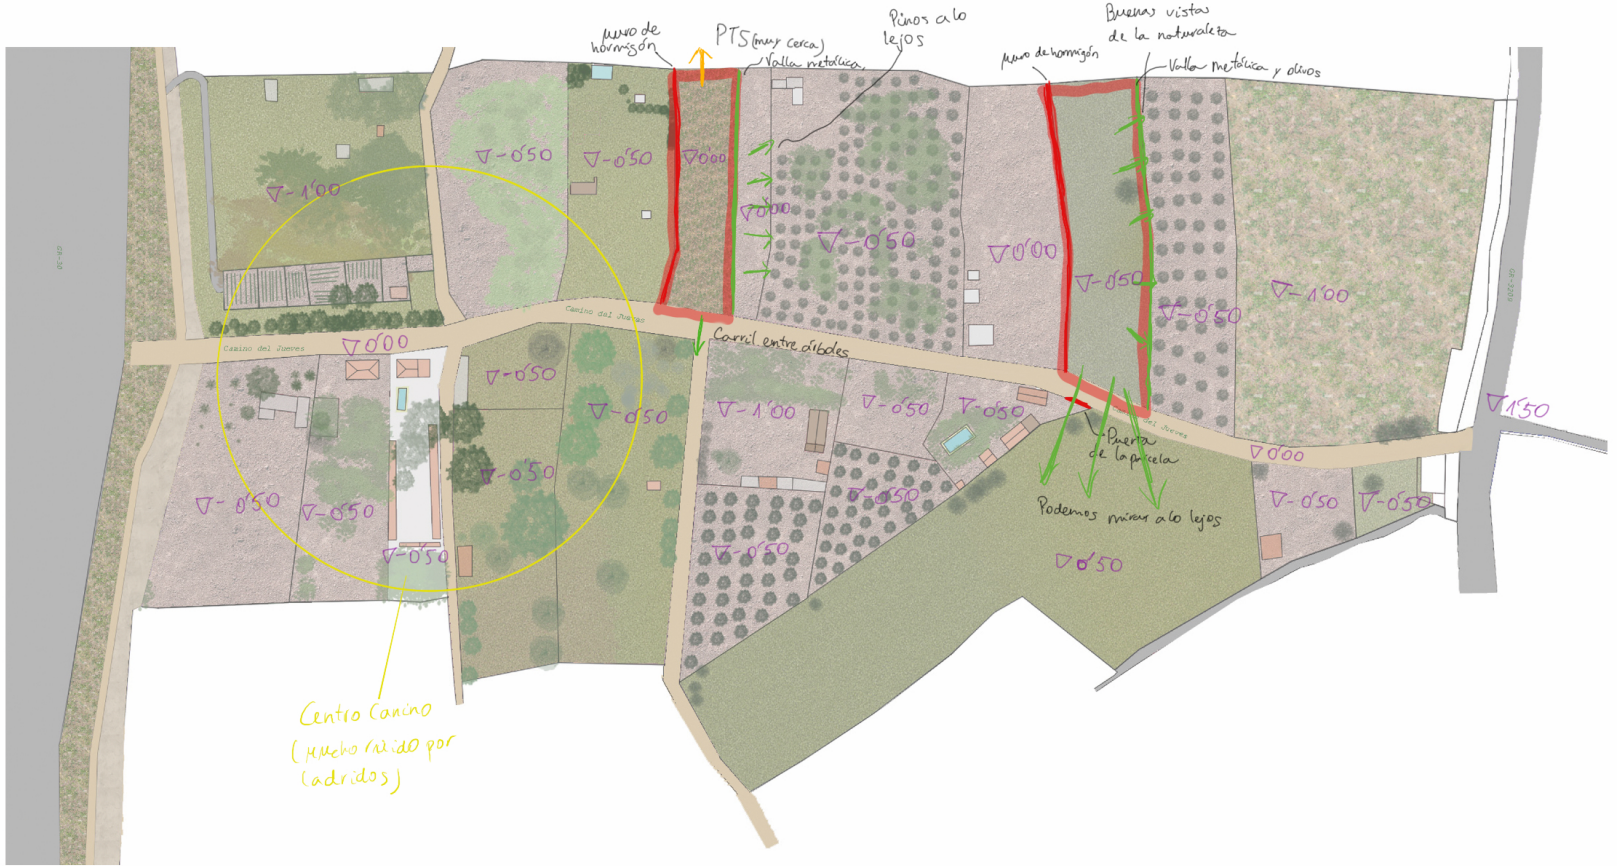 muro de
hormigón
PTS (muy cerca)
Valla metálica
Pinos a lo
lejos
muro de hormigón
Buenas vistas
de la naturaleza
Valla metálica y olivos
▽-1'00
▽-0'50
▽-0'50
▽0'00
▽0'00
▽-0'50
▽0'00
▽-0'50
▽-0'50
▽-1'00
Camino del Jueves
Camino del Jueves
▽0'00
Carril entre árboles
▽-0'50
▽-0'50
▽-1'00
▽-0'50
▽-0'50
▽1'50
del Jueves
Puerta
de la parcela
▽0'00
▽-0'50
▽-0'50
▽-0'50
▽-0'50
▽-0'50
▽-0'50
▽-0'50
Podemos mirar a lo lejos
▽-0'50
▽-0'50
▽0'50
Centro Canino
(mucho ruido por
ladridos)